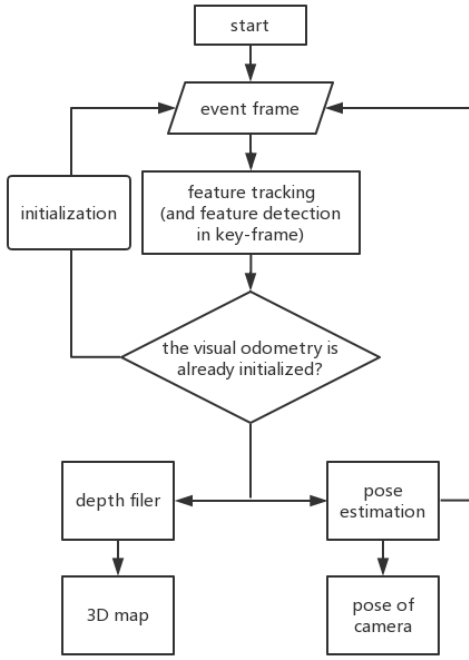 start
event frame
feature tracking
(and feature detection
in key-frame)
initialization
the visual odometry is
already initialized?
depth filer
pose
estimation
3D map
pose of
camera